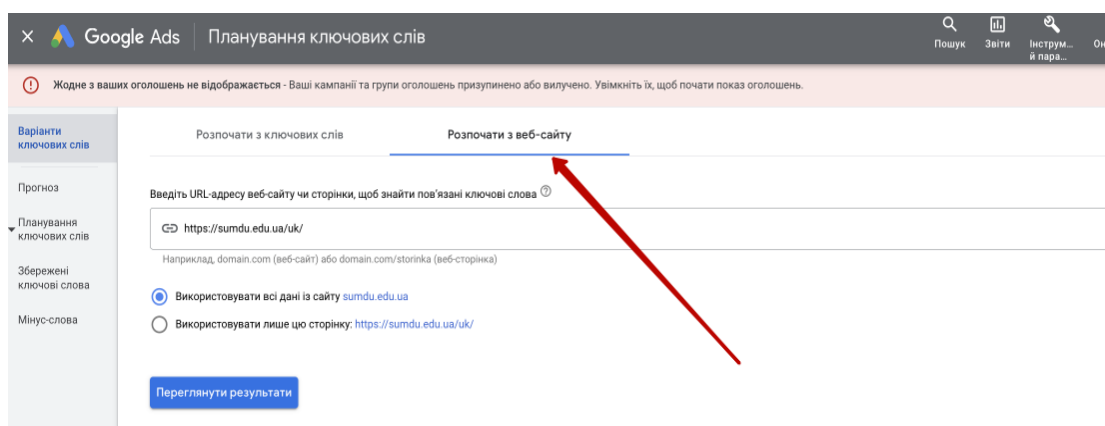 Google Ads Планування ключових слів
Пошук
Звіти
Інструм...
й пара...
Он
Жодне з ваших оголошень не відображається - Ваші кампанії та групи оголошень призупинено або вилучено. Увімкніть їх, щоб почати показ оголошень.
Варіанти
ключових слів
Прогноз
Планування
ключових слів
Збережені
ключові слова
Мінус-слова
Розпочати з ключових слів
Розпочати з веб-сайту
Введіть URL-адресу веб-сайту чи сторінки, щоб знайти пов'язані ключові слова
https://sumdu.edu.ua/uk/
Наприклад, domain.com (веб-сайт) або domain.com/storinka (веб-сторінка)
Використовувати всі дані із сайту sumdu.edu.ua
Використовувати лише цю сторінку: https://sumdu.edu.ua/uk/
Переглянути результати